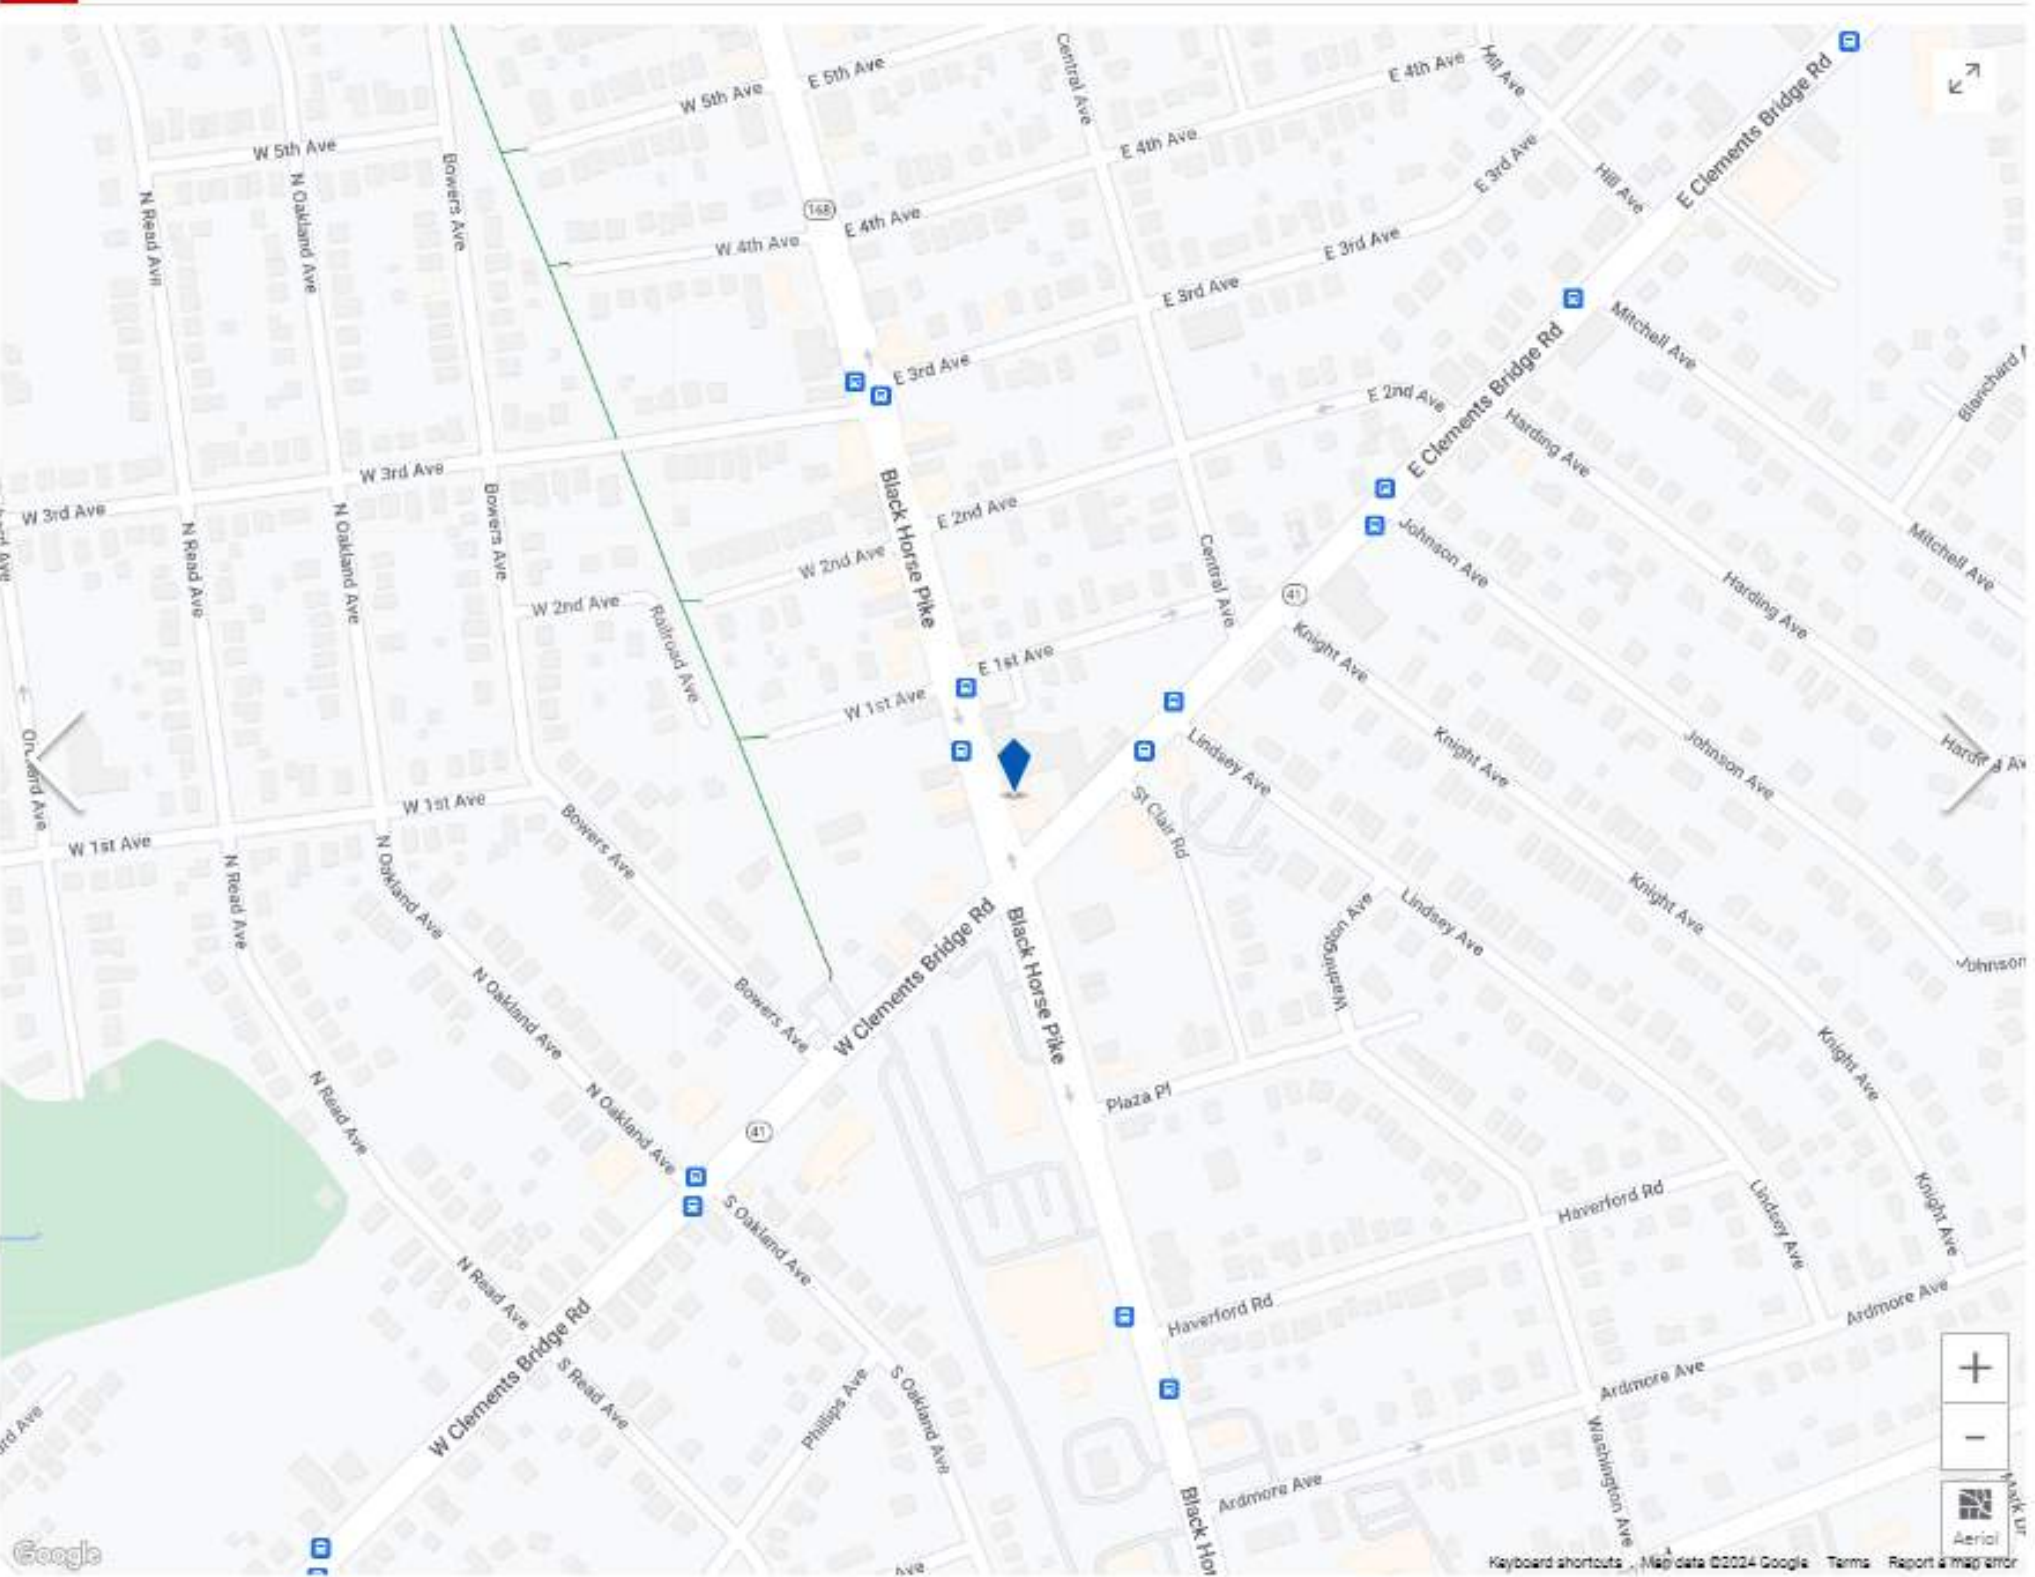 E 5th Ave
W 5th Ave
Central Ave
E 4th Ave
Hill Ave
E Clements Bridge Rd
W 5th Ave
E 4th Ave
E 3rd Ave
Hill Ave
Bowers Ave
N Oakland Ave
N Read Ave
168
E 4th Ave
W 4th Ave
E 3rd Ave
E 3rd Ave
Mitchell Ave
E Clements Bridge Rd
Blanchard
E 3rd Ave
E 2nd Ave
Harding Ave
W 3rd Ave
W 3rd Ave
Black Horse Pike
E 2nd Ave
Bowers Ave
N Oakland Ave
N Read Ave
Johnson Ave
Mitchell Ave
W 2nd Ave
Central Ave
Harding Ave
41
W 2nd Ave
Railroad Ave
Knight Ave
E 1st Ave
W 1st Ave
Lindsey Ave
Knight Ave
Johnson Ave
W 1st Ave
W 1st Ave
Bowers Ave
St Clair Rd
N Read Ave
N Oakland Ave
Knight Ave
Lindsey Ave
Washington Ave
W Clements Bridge Rd
Black Horse Pike
Bowers Ave
N Oakland Ave
Johnson
Knight Ave
Plaza Pl
N Read Ave
N Oakland Ave
41
S Oakland Ave
Haverford Rd
Lindsey Ave
Knight Ave
N Read Ave
Haverford Rd
Ardmore Ave
W Clements Bridge Rd
S Read Ave
Phillips Ave
S Oakland Ave
Ardmore Ave
+
−
Washington Ave
Ardmore Ave
Black Hor
Mark Dr
Aerial
Ave
Google
Keyboard shortcuts Map data ©2024 Google Terms Report a map error